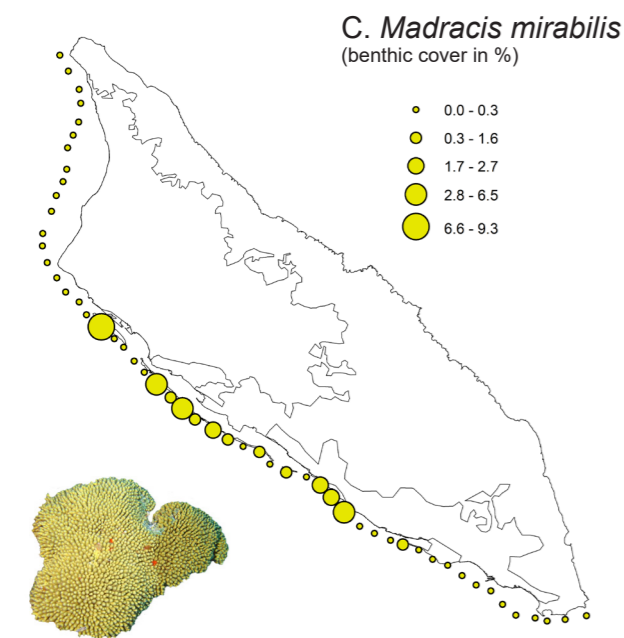 C. Madracis mirabilis
(benthic cover in %)
0.0 - 0.3
0.3 - 1.6
1.7 - 2.7
2.8 - 6.5
6.6 - 9.3